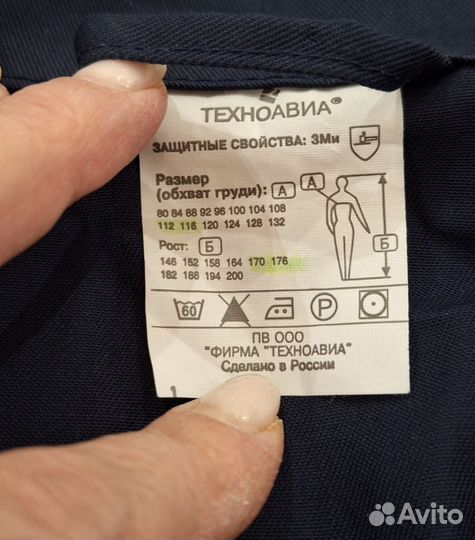 ТЕХНОАВИА®
ЗАЩИТНЫЕ СВОЙСТВА: ЗМи
Размер
(обхват груди): А А
80 84 88 92 96 100 104 108
112 116 120 124 128 132
Рост: Б Б
146 152 158 164 170 176
182 188 194 200
60 P
ПВ ООО
"ФИРМА "ТЕХНОАВИА"
Сделано в России
1
Avito